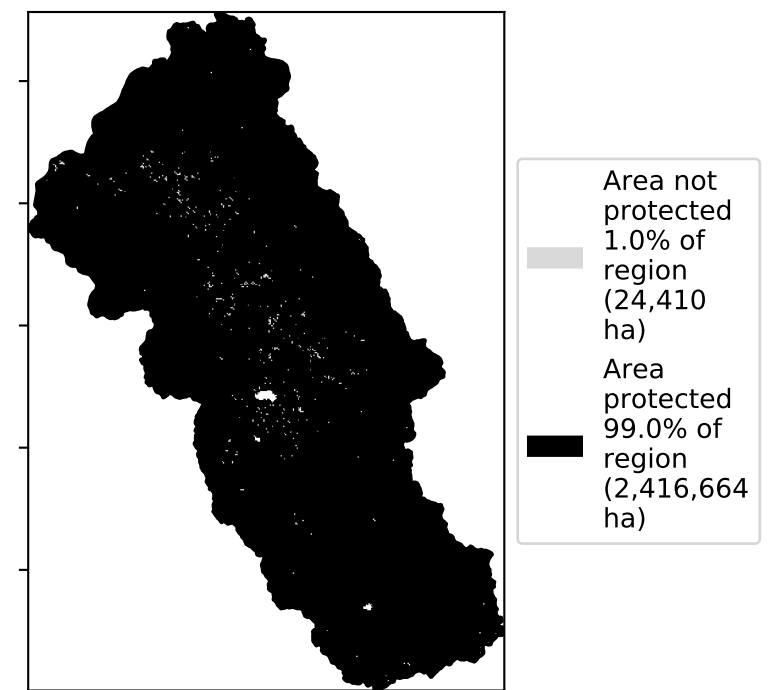 Area not
protected
1.0% of
region
(24,410
ha)
Area
protected
99.0% of
region
(2,416,664
ha)